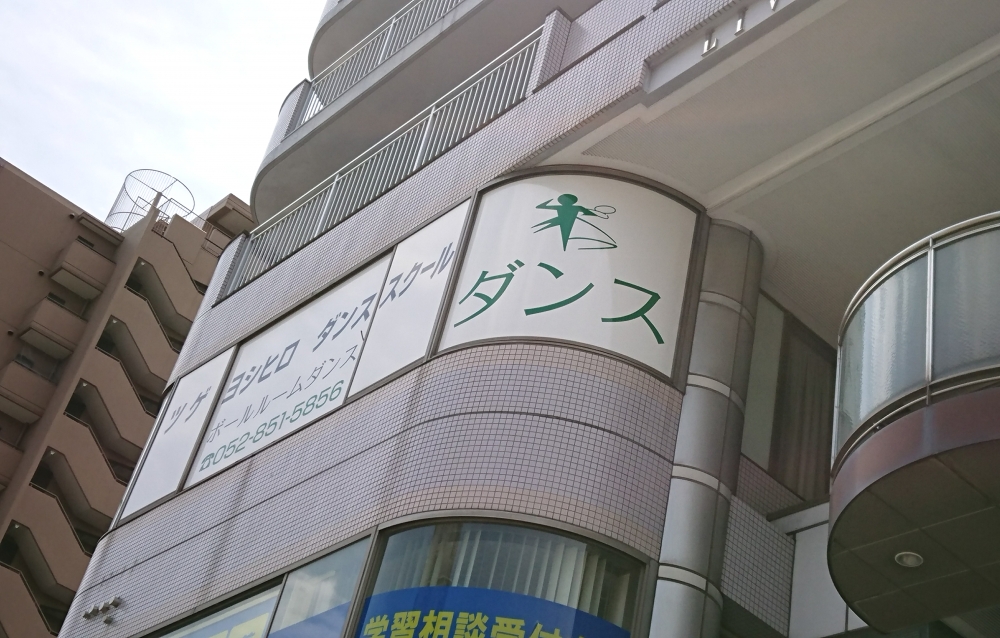 LIV
ダンス
ツゲ ヨシヒロ ダンススクール
ボールルームダンス
☎052-851-5856
学習相談受付